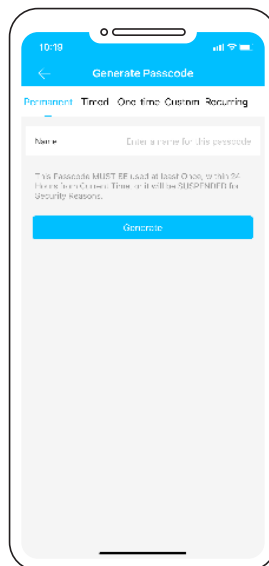 10:19
Generate Passcode
Permanent Timed One-time Custom Recurring
Name Enter a name for this passcode
This Passcode MUST BE used at least Once, within 24
Hours from Current Time, or it will be SUSPENDED for
Security Reasons.
Generate